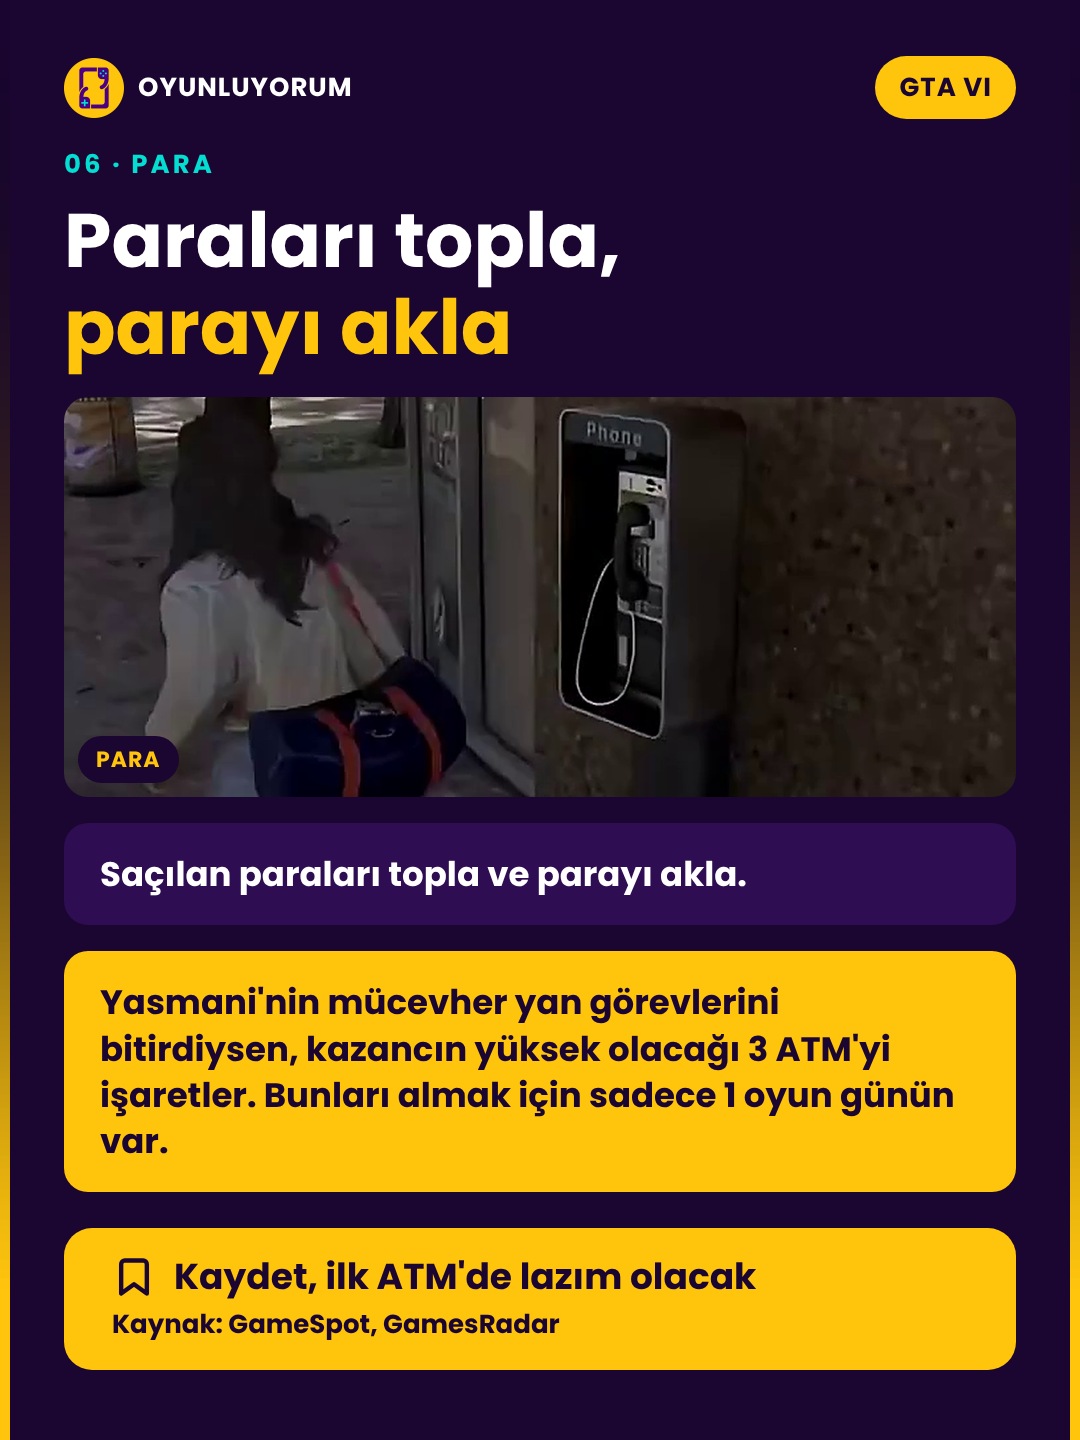 OYUNLUYORUM
GTA VI
06 · PARA
Paraları topla,
parayı akla
Phone
PARA
Saçılan paraları topla ve parayı akla.
Yasmani'nin mücevher yan görevlerini
bitirdiysen, kazancın yüksek olacağı 3 ATM'yi
işaretler. Bunları almak için sadece 1 oyun günün
var.
Kaydet, ilk ATM'de lazım olacak
Kaynak: GameSpot, GamesRadar